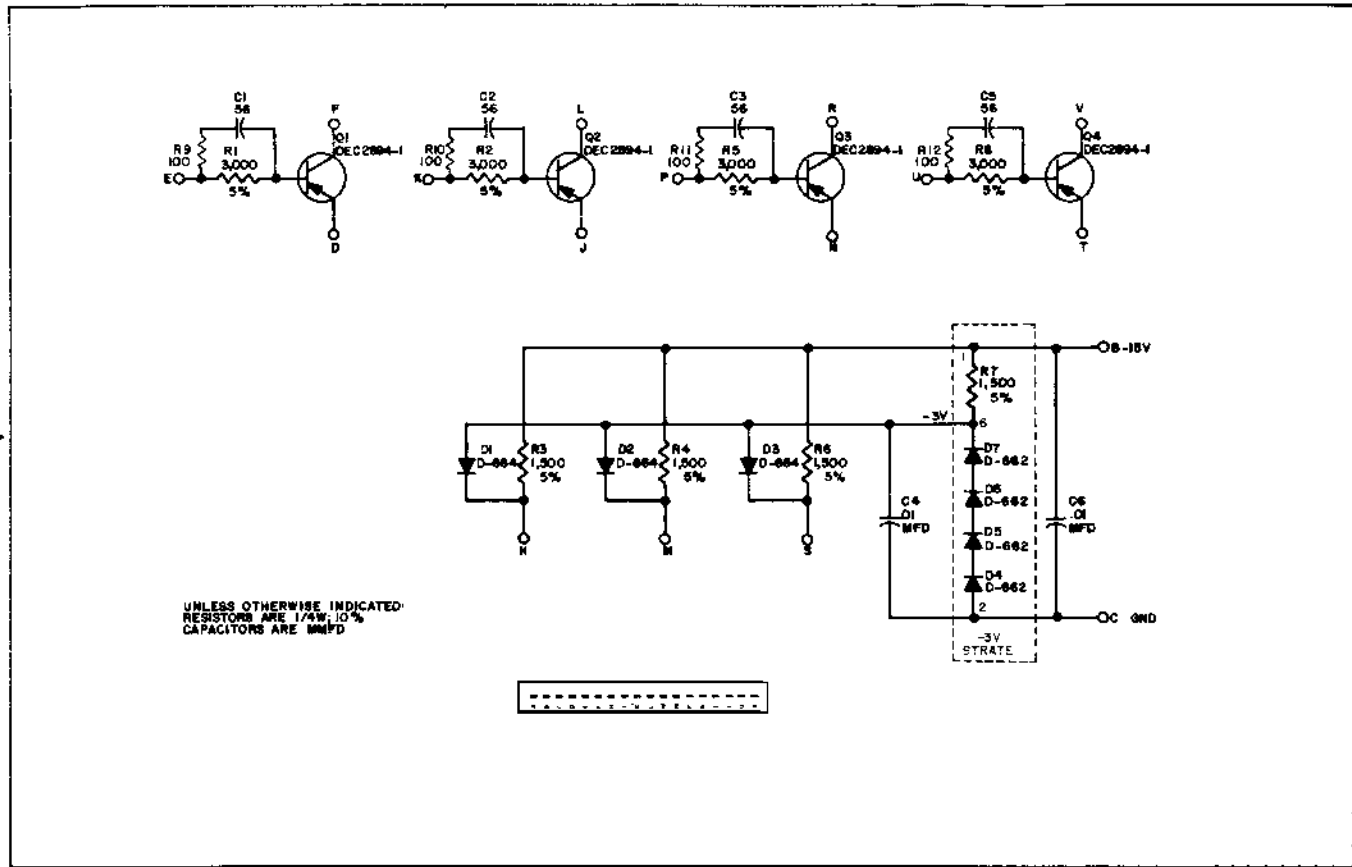 C1
56
F
Q1
DEC2894-1
R9
100
R1
3,000
5%
E
D
C2
56
L
Q2
DEC2894-1
R10
100
R2
3,000
5%
K
J
C3
56
R
Q3
DEC2894-1
R11
100
R5
3,000
5%
P
N
C5
56
V
Q4
DEC2894-1
R12
100
R8
3,000
5%
U
T
B-15V
1
R7
1,500
5%
-3V
6
D1
D-664
R3
1,500
5%
H
D2
D-664
R4
1,500
5%
M
D3
D-664
R6
1,500
5%
S
C4
.01
MFD
D7
D-662
D6
D-662
D5
D-662
D4
D-662
2
C6
.01
MFD
C GND
-3V
STRATE
UNLESS OTHERWISE INDICATED:
RESISTORS ARE 1/4W; 10%
CAPACITORS ARE MMFD